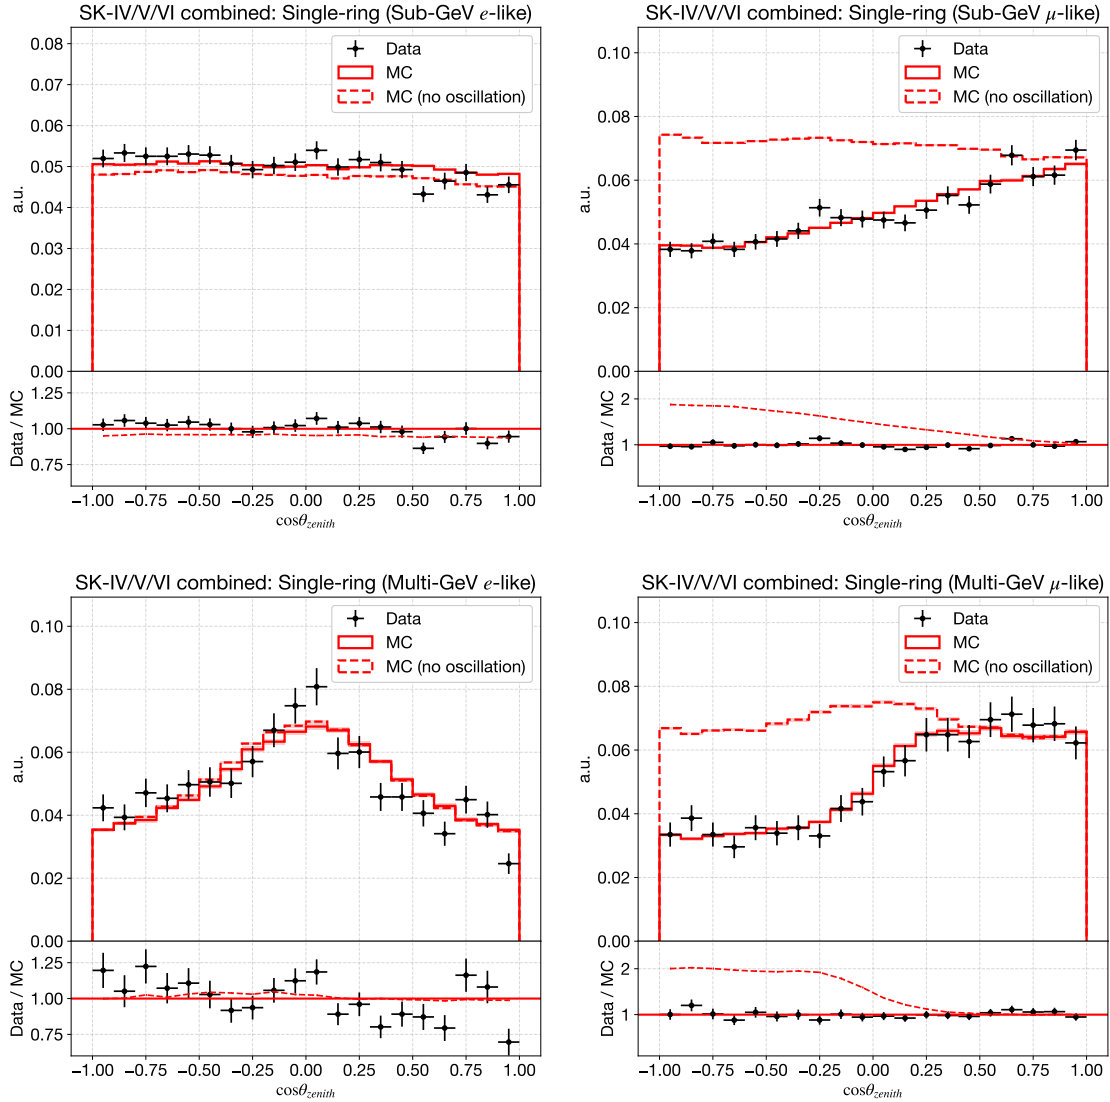 SK-IV/V/VI combined: Single-ring (Sub-GeV e-like)
Data
MC
MC (no oscillation)
0.08
0.07
0.06
0.05
0.04
0.03
0.02
0.01
0.00
a.u.
1.25
1.00
0.75
Data / MC
−1.00 −0.75 −0.50 −0.25 0.00 0.25 0.50 0.75 1.00
cosθzenith
SK-IV/V/VI combined: Single-ring (Sub-GeV μ-like)
Data
MC
MC (no oscillation)
0.10
0.08
0.06
0.04
0.02
0.00
a.u.
2
1
Data / MC
−1.00 −0.75 −0.50 −0.25 0.00 0.25 0.50 0.75 1.00
cosθzenith
SK-IV/V/VI combined: Single-ring (Multi-GeV e-like)
Data
MC
MC (no oscillation)
0.10
0.08
0.06
0.04
0.02
0.00
a.u.
1.25
1.00
0.75
Data / MC
−1.00 −0.75 −0.50 −0.25 0.00 0.25 0.50 0.75 1.00
cosθzenith
SK-IV/V/VI combined: Single-ring (Multi-GeV μ-like)
Data
MC
MC (no oscillation)
0.10
0.08
0.06
0.04
0.02
0.00
a.u.
2
1
Data / MC
−1.00 −0.75 −0.50 −0.25 0.00 0.25 0.50 0.75 1.00
cosθzenith